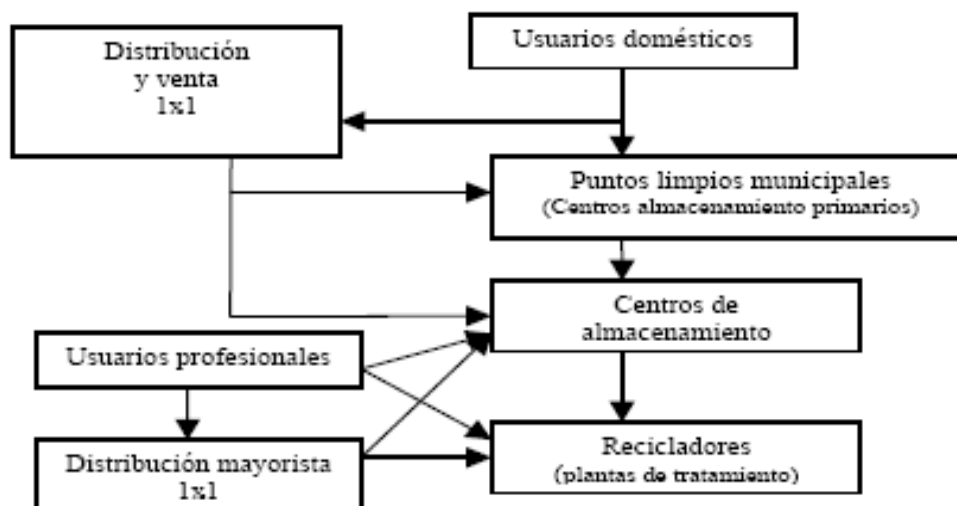 Distribución
y venta
1x1
Usuarios domésticos
Puntos limpios municipales
(Centros almacenamiento primarios)
Centros de
almacenamiento
Usuarios profesionales
Distribución mayorista
1x1
Recicladores
(plantas de tratamiento)